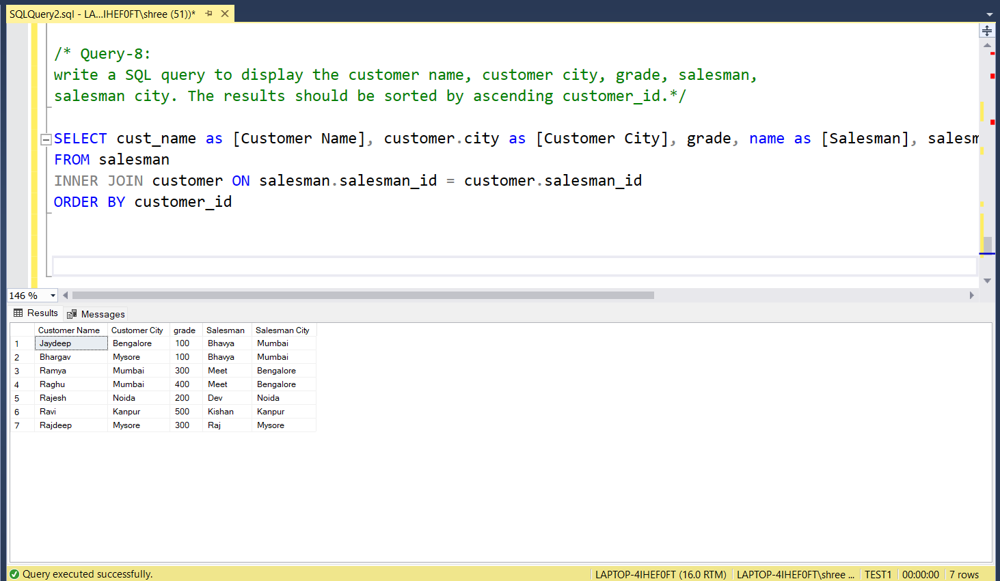 SQLQuery2.sql - LA...IHEF0FT\shree (51))*
/* Query-8:
write a SQL query to display the customer name, customer city, grade, salesman,
salesman city. The results should be sorted by ascending customer_id.*/
SELECT cust_name as [Customer Name], customer.city as [Customer City], grade, name as [Salesman], salesm
FROM salesman
INNER JOIN customer ON salesman.salesman_id = customer.salesman_id
ORDER BY customer_id
146 %
Results Messages
Customer Name Customer City grade Salesman Salesman City
1 Jaydeep Bengalore 100 Bhavya Mumbai
2 Bhargav Mysore 100 Bhavya Mumbai
3 Ramya Mumbai 300 Meet Bengalore
4 Raghu Mumbai 400 Meet Bengalore
5 Rajesh Noida 200 Dev Noida
6 Ravi Kanpur 500 Kishan Kanpur
7 Rajdeep Mysore 300 Raj Mysore
Query executed successfully. LAPTOP-4IHEF0FT (16.0 RTM) LAPTOP-4IHEF0FT\shree ... TEST1 00:00:00 7 rows